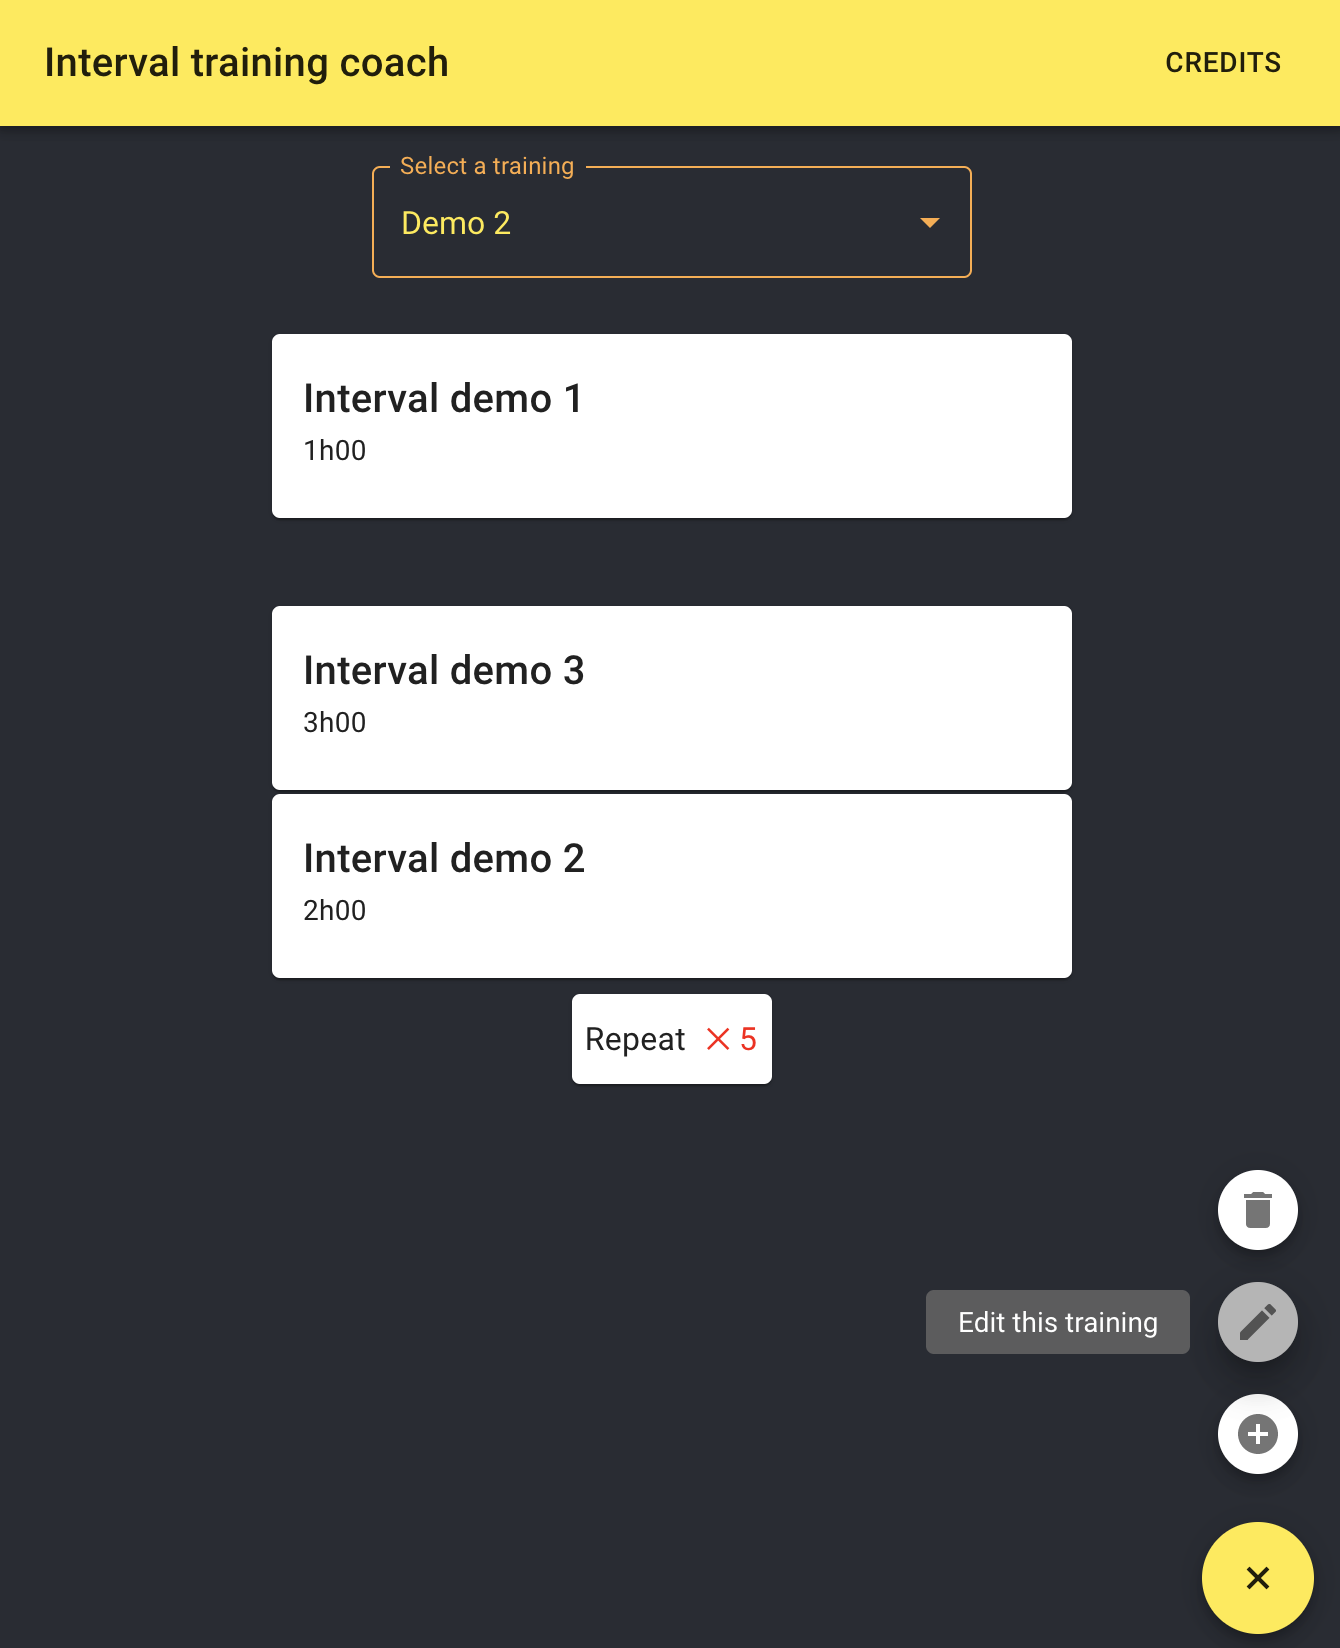 Interval training coach
CREDITS
Select a training
Demo 2
Interval demo 1
1h00
Interval demo 3
3h00
Interval demo 2
2h00
Repeat × 5
Edit this training